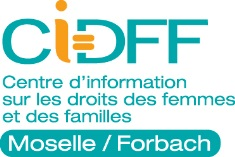 CiDFF
Centre d'information
sur les droits des femmes
et des familles
Moselle / Forbach